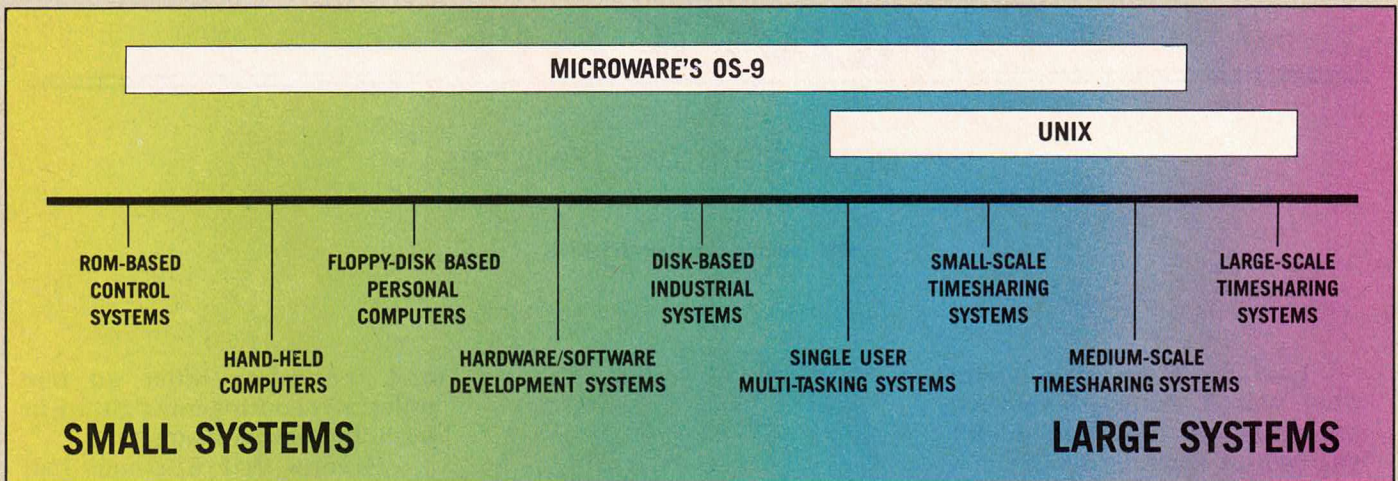 MICROWARE'S OS-9
UNIX
ROM-BASED
CONTROL
SYSTEMS
HAND-HELD
COMPUTERS
FLOPPY-DISK BASED
PERSONAL
COMPUTERS
HARDWARE/SOFTWARE
DEVELOPMENT SYSTEMS
DISK-BASED
INDUSTRIAL
SYSTEMS
SINGLE USER
MULTI-TASKING SYSTEMS
SMALL-SCALE
TIMESHARING
SYSTEMS
MEDIUM-SCALE
TIMESHARING SYSTEMS
LARGE-SCALE
TIMESHARING
SYSTEMS
SMALL SYSTEMS
LARGE SYSTEMS